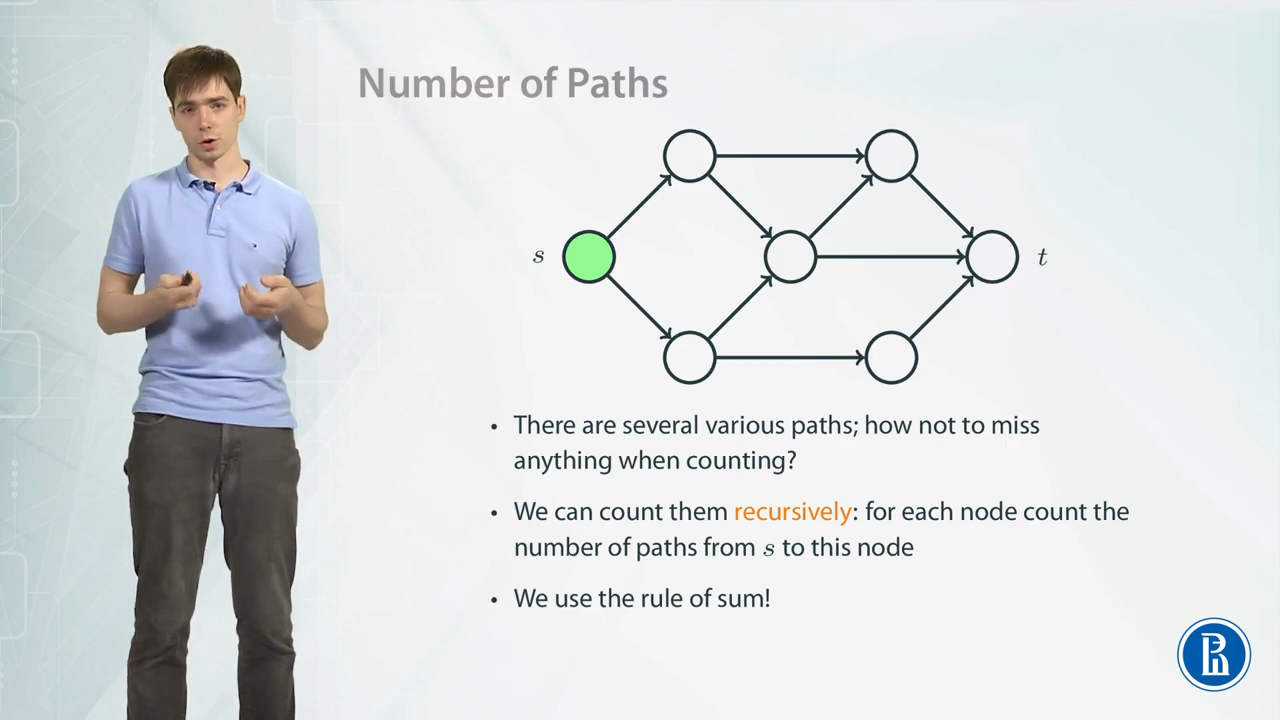 Number of Paths
s
t
• There are several various paths; how not to miss
anything when counting?
• We can count them recursively: for each node count the
number of paths from s to this node
• We use the rule of sum!